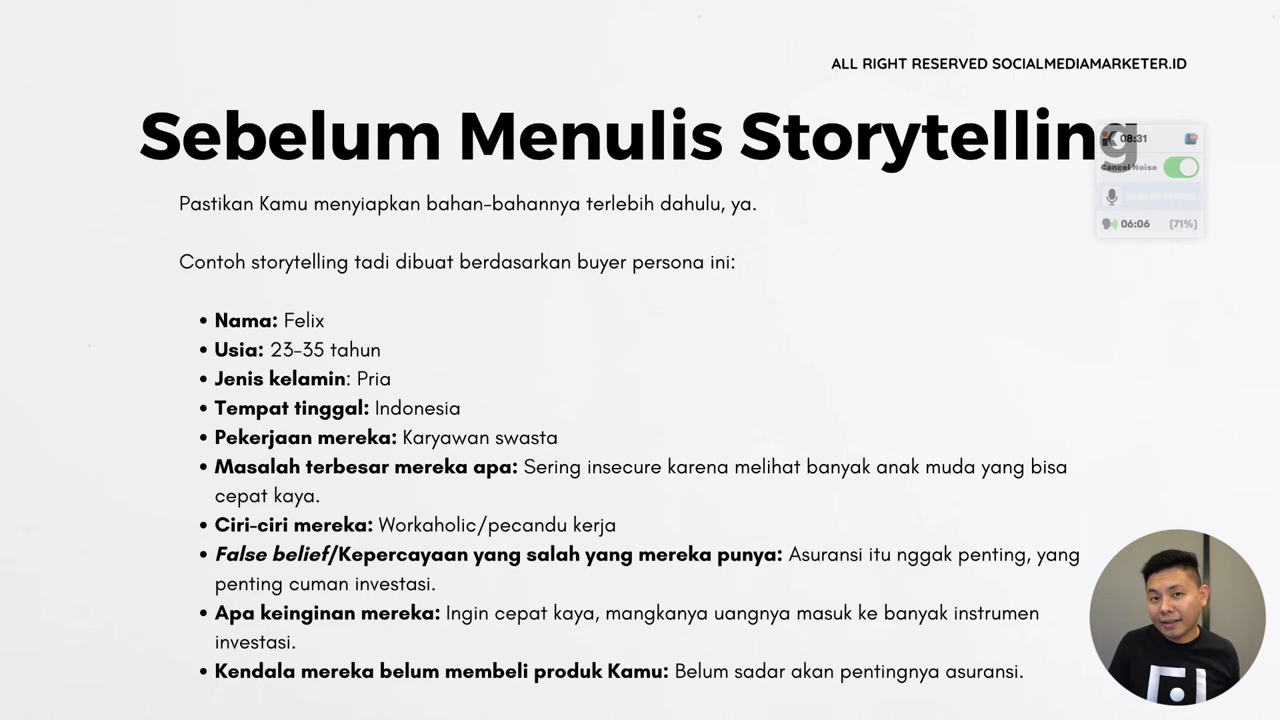 ALL RIGHT RESERVED SOCIALMEDIAMARKETER.ID
Sebelum Menulis Storytelling
08:31
Cancel Noise
06:06 (71%)
Pastikan Kamu menyiapkan bahan-bahannya terlebih dahulu, ya.
Contoh storytelling tadi dibuat berdasarkan buyer persona ini:
• Nama: Felix
• Usia: 23-35 tahun
• Jenis kelamin: Pria
• Tempat tinggal: Indonesia
• Pekerjaan mereka: Karyawan swasta
• Masalah terbesar mereka apa: Sering insecure karena melihat banyak anak muda yang bisa
cepat kaya.
• Ciri-ciri mereka: Workaholic/pecandu kerja
• False belief/Kepercayaan yang salah yang mereka punya: Asuransi itu nggak penting, yang
penting cuman investasi.
• Apa keinginan mereka: Ingin cepat kaya, mangkanya uangnya masuk ke banyak instrumen
investasi.
• Kendala mereka belum membeli produk Kamu: Belum sadar akan pentingnya asuransi.